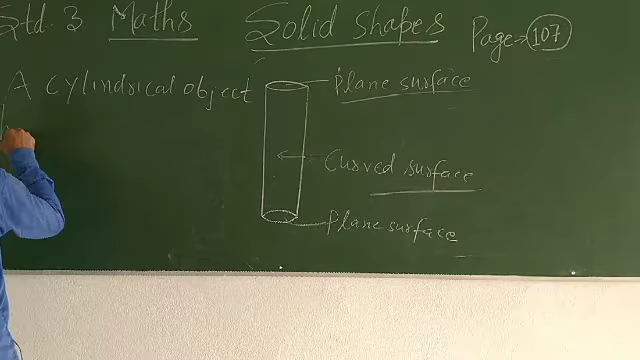 Std. 3 Maths Solid shapes Page→107
A cylindrical object
Plane surface
Curved surface
Plane surface